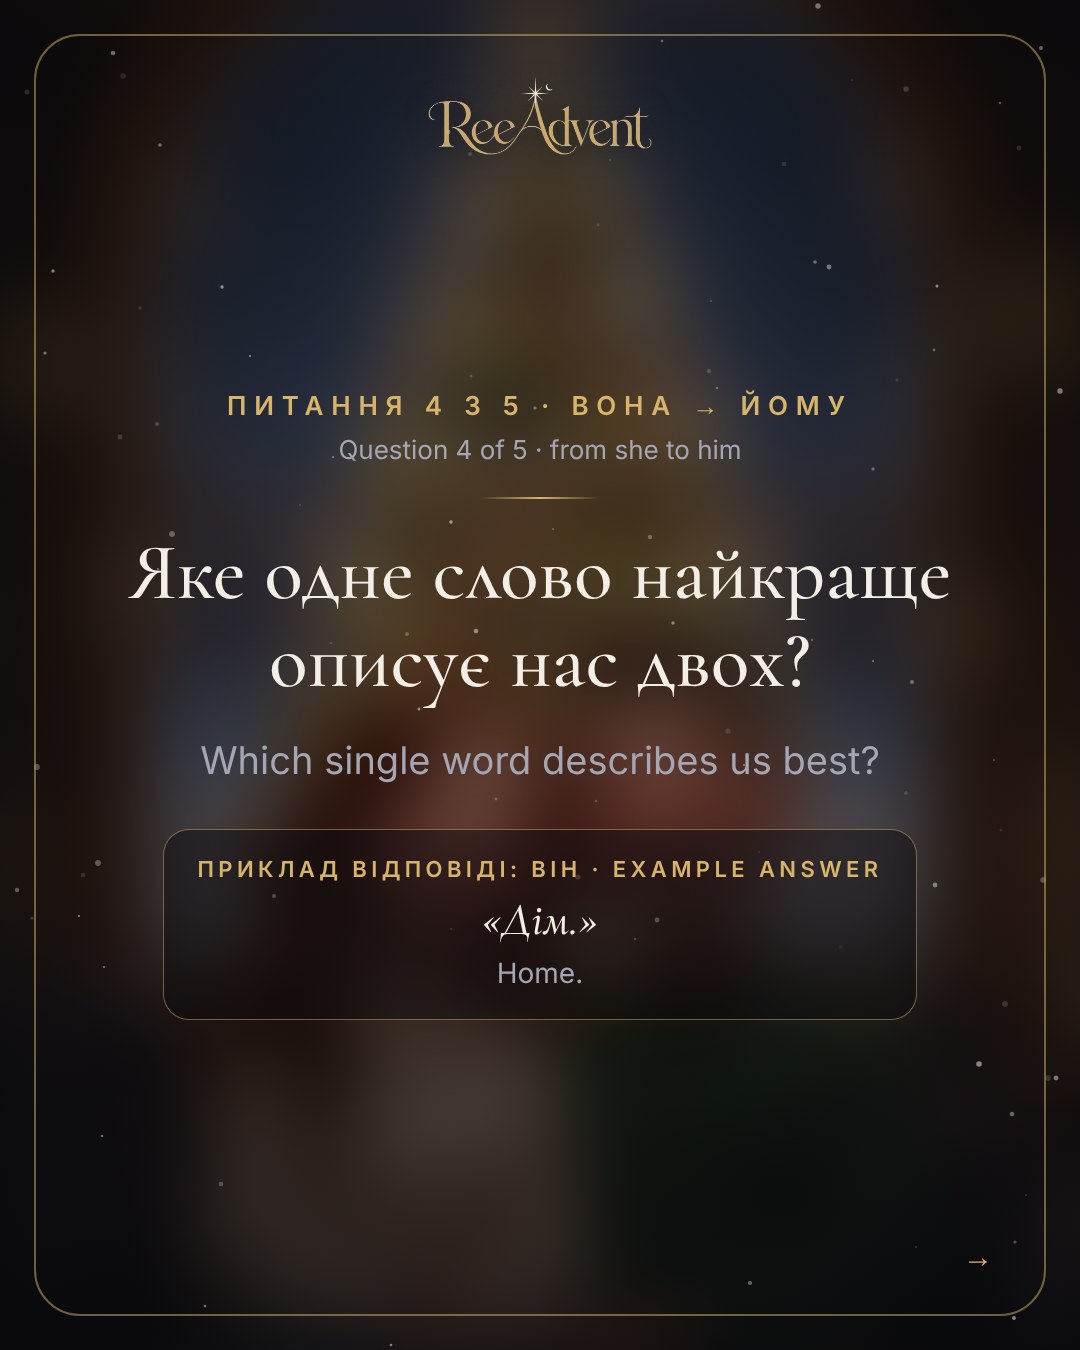 ReeAdvent
ПИТАННЯ 4 З 5 · ВОНА → ЙОМУ
Question 4 of 5 · from she to him
Яке одне слово найкраще
описує нас двох?
Which single word describes us best?
ПРИКЛАД ВІДПОВІДІ: ВІН · EXAMPLE ANSWER
«Дім.»
Home.
→